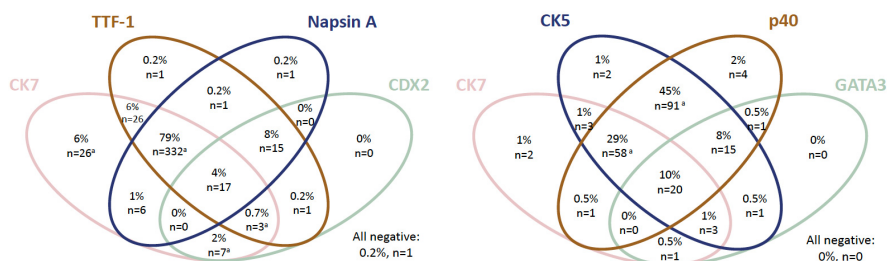 TTF-1
Napsin A
CK7
CDX2
0.2%
n=1
0.2%
n=1
0.2%
n=1
6%
n=26
0%
n=0
6%
n=26ᵃ
79%
n=332ᵃ
8%
n=15
0%
n=0
4%
n=17
1%
n=6
0.2%
n=1
0%
n=0
0.7%
n=3ᵃ
2%
n=7ᵃ
All negative:
0.2%, n=1
CK5
p40
CK7
GATA3
1%
n=2
2%
n=4
45%
n=91ᵃ
1%
n=3
0.5%
n=1
1%
n=2
29%
n=58ᵃ
8%
n=15
0%
n=0
10%
n=20
0.5%
n=1
0.5%
n=1
0%
n=0
1%
n=3
0.5%
n=1
All negative:
0%, n=0